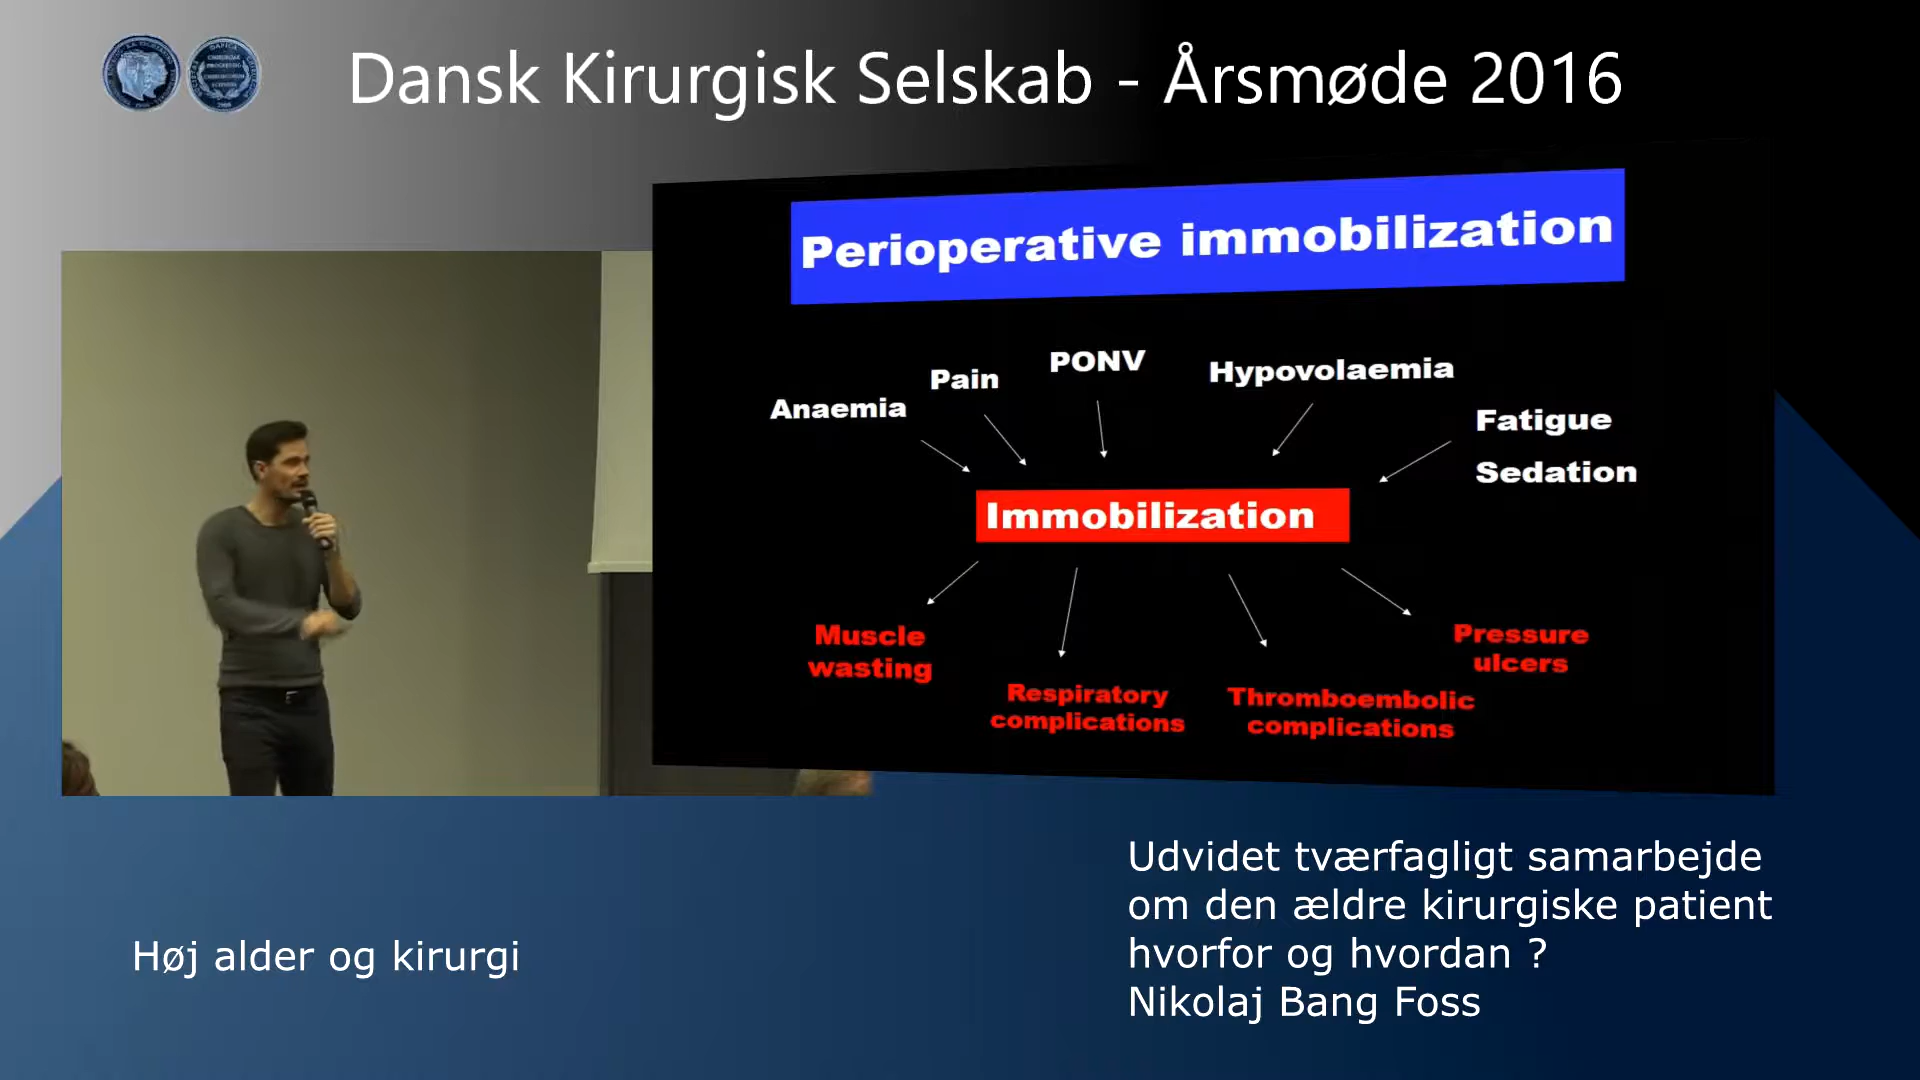 Dansk Kirurgisk Selskab - Årsmøde 2016
Perioperative immobilization
Anaemia
Pain
PONV
Hypovolaemia
Fatigue
Sedation
Immobilization
Muscle
wasting
Respiratory
complications
Thromboembolic
complications
Pressure
ulcers
Høj alder og kirurgi
Udvidet tværfagligt samarbejde
om den ældre kirurgiske patient
hvorfor og hvordan ?
Nikolaj Bang Foss